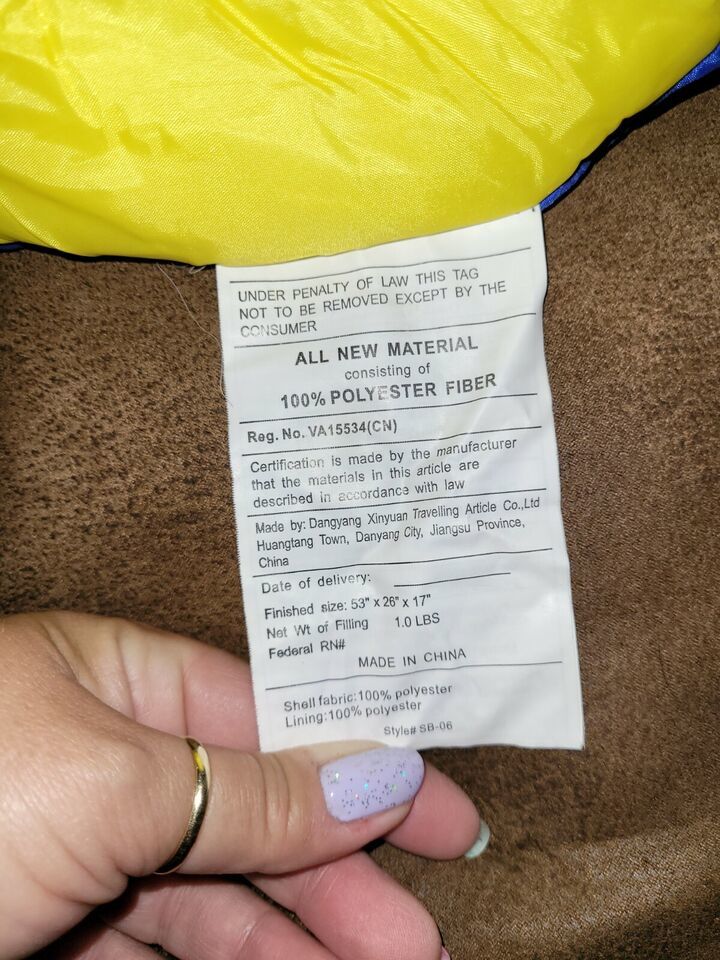 UNDER PENALTY OF LAW THIS TAG
NOT TO BE REMOVED EXCEPT BY THE
CONSUMER
ALL NEW MATERIAL
consisting of
100% POLYESTER FIBER
Reg. No. VA15534(CN)
Certification is made by the manufacturer
that the materials in this article are
described in accordance with law
Made by: Dangyang Xinyuan Travelling Article Co.,Ltd
Huangtang Town, Danyang City, Jiangsu Province,
China
Date of delivery:
Finished size: 53" x 26" x 17"
Net Wt of Filling 1.0 LBS
Federal RN#
MADE IN CHINA
Shell fabric:100% polyester
Lining:100% polyester
Style# SB-06